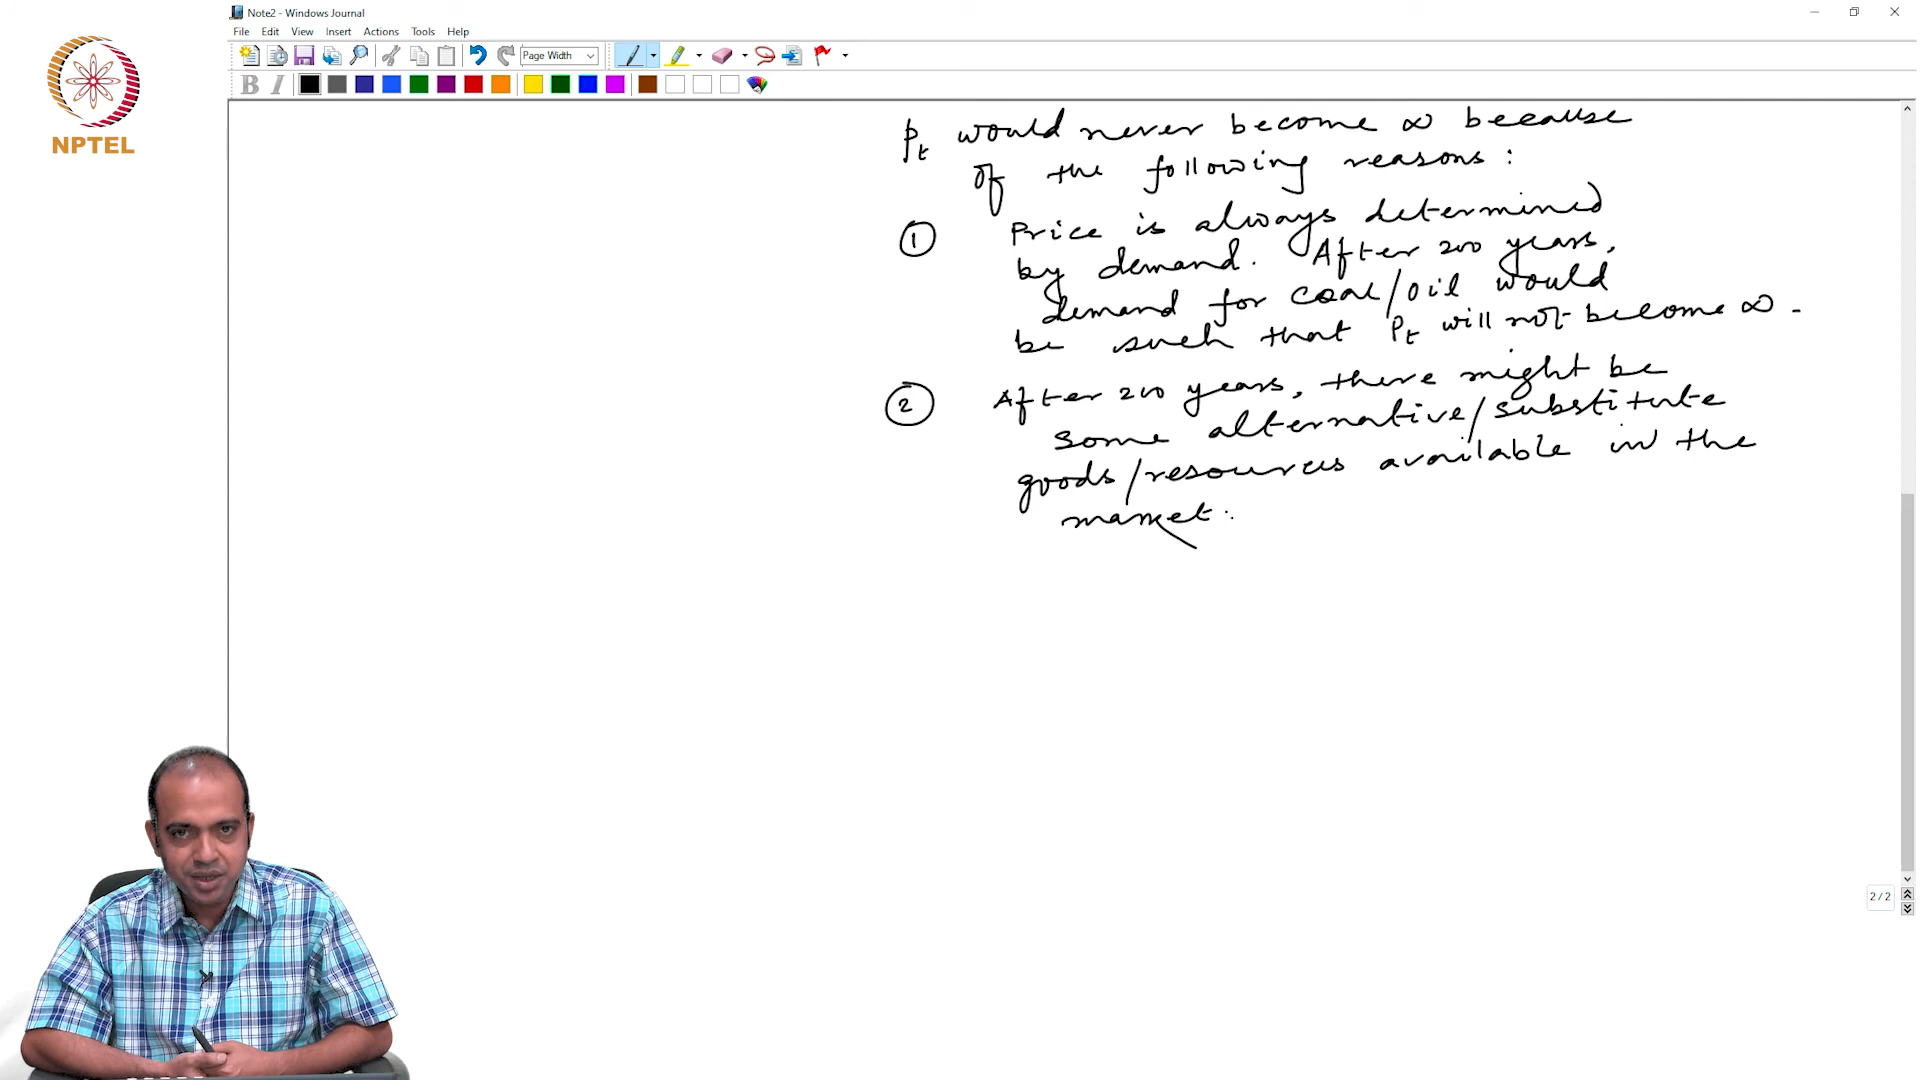 Note2 - Windows Journal
File Edit View Insert Actions Tools Help
Page Width
B I
NPTEL
Pt would never become ∞ because
of the following reasons :
① Price is always determined
by demand. After 200 years,
demand for coal/oil would
be such that Pt will not become ∞.
② After 200 years, there might be
some alternative/substitute
goods/resources available in the
market.
2 / 2